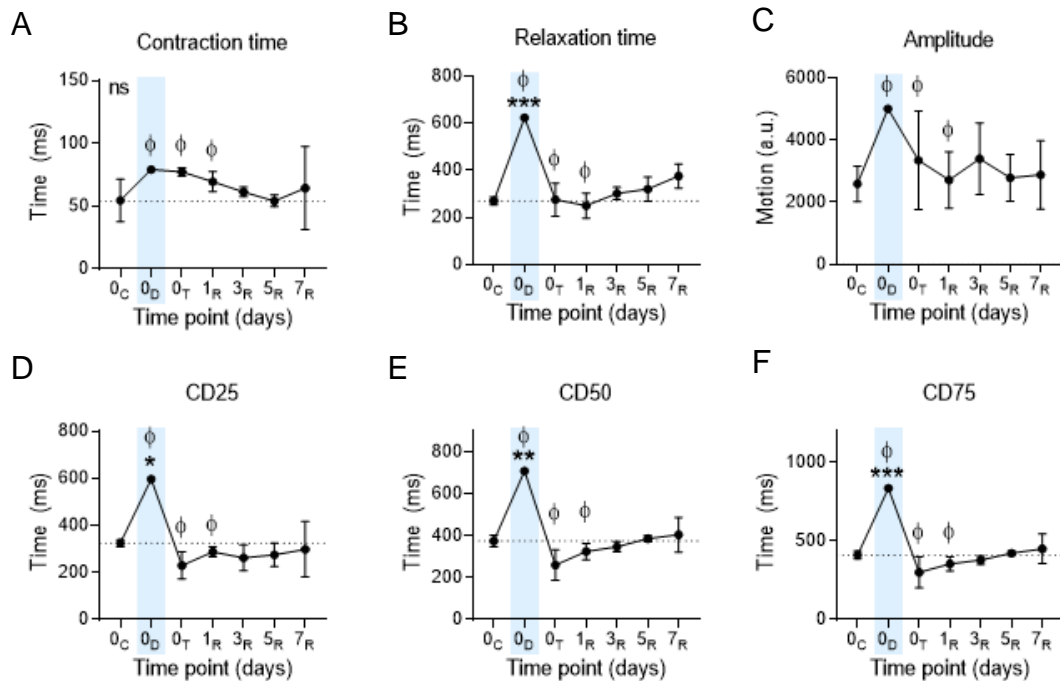 A
Contraction time
150
100
50
0
Time (ms)
ns
ϕ ϕ ϕ
0C 0D 0T 1R 3R 5R 7R
Time point (days)
B
Relaxation time
800
600
400
200
0
Time (ms)
ϕ
***
ϕ ϕ
0C 0D 0T 1R 3R 5R 7R
Time point (days)
C
Amplitude
6000
4000
2000
0
Motion (a.u.)
ϕ ϕ
ϕ
0C 0D 0T 1R 3R 5R 7R
Time point (days)
D
CD25
800
600
400
200
0
Time (ms)
ϕ
*
ϕ ϕ
0C 0D 0T 1R 3R 5R 7R
Time point (days)
E
CD50
800
600
400
200
0
Time (ms)
ϕ
**
ϕ ϕ
0C 0D 0T 1R 3R 5R 7R
Time point (days)
F
CD75
1000
500
0
Time (ms)
ϕ
***
ϕ ϕ
0C 0D 0T 1R 3R 5R 7R
Time point (days)